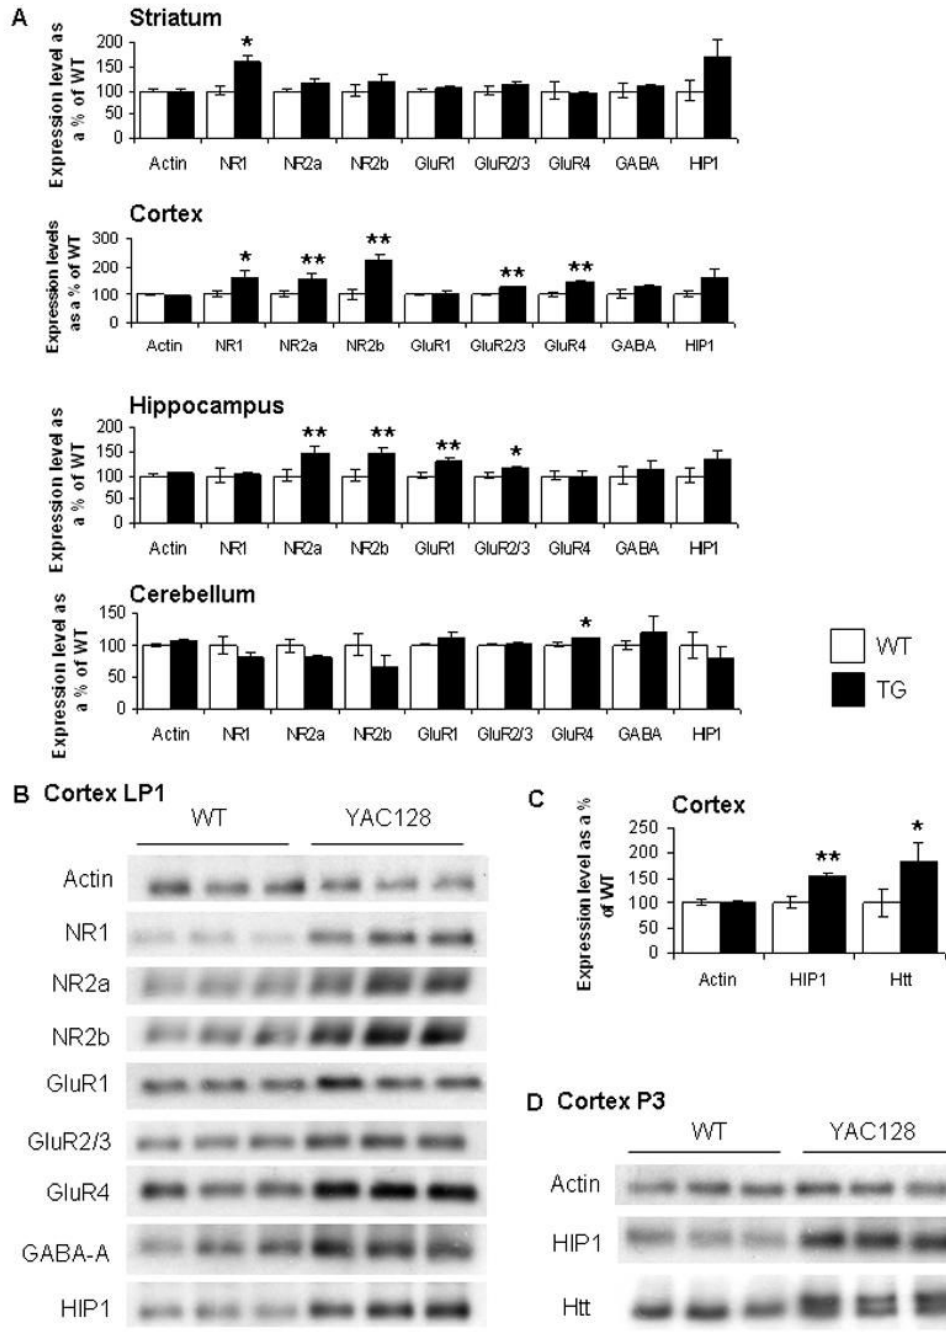 A
Striatum
Expression level as
a % of WT
200
150
100
50
0
*
Actin NR1 NR2a NR2b GluR1 GluR2/3 GluR4 GABA HIP1
Cortex
Expression levels
as a % of WT
300
200
100
0
* ** ** ** **
Actin NR1 NR2a NR2b GluR1 GluR2/3 GluR4 GABA HIP1
Hippocampus
Expression level as
a % of WT
200
150
100
50
0
** ** ** *
Actin NR1 NR2a NR2b GluR1 GluR2/3 GluR4 GABA HIP1
Cerebellum
Expression level as
a % of WT
150
100
50
0
*
Actin NR1 NR2a NR2b GluR1 GluR2/3 GluR4 GABA HIP1
WT
TG
B Cortex LP1
WT YAC128
Actin
NR1
NR2a
NR2b
GluR1
GluR2/3
GluR4
GABA-A
HIP1
C
Cortex
Expression level as a %
of WT
250
200
150
100
50
0
** *
Actin HIP1 Htt
D Cortex P3
WT YAC128
Actin
HIP1
Htt